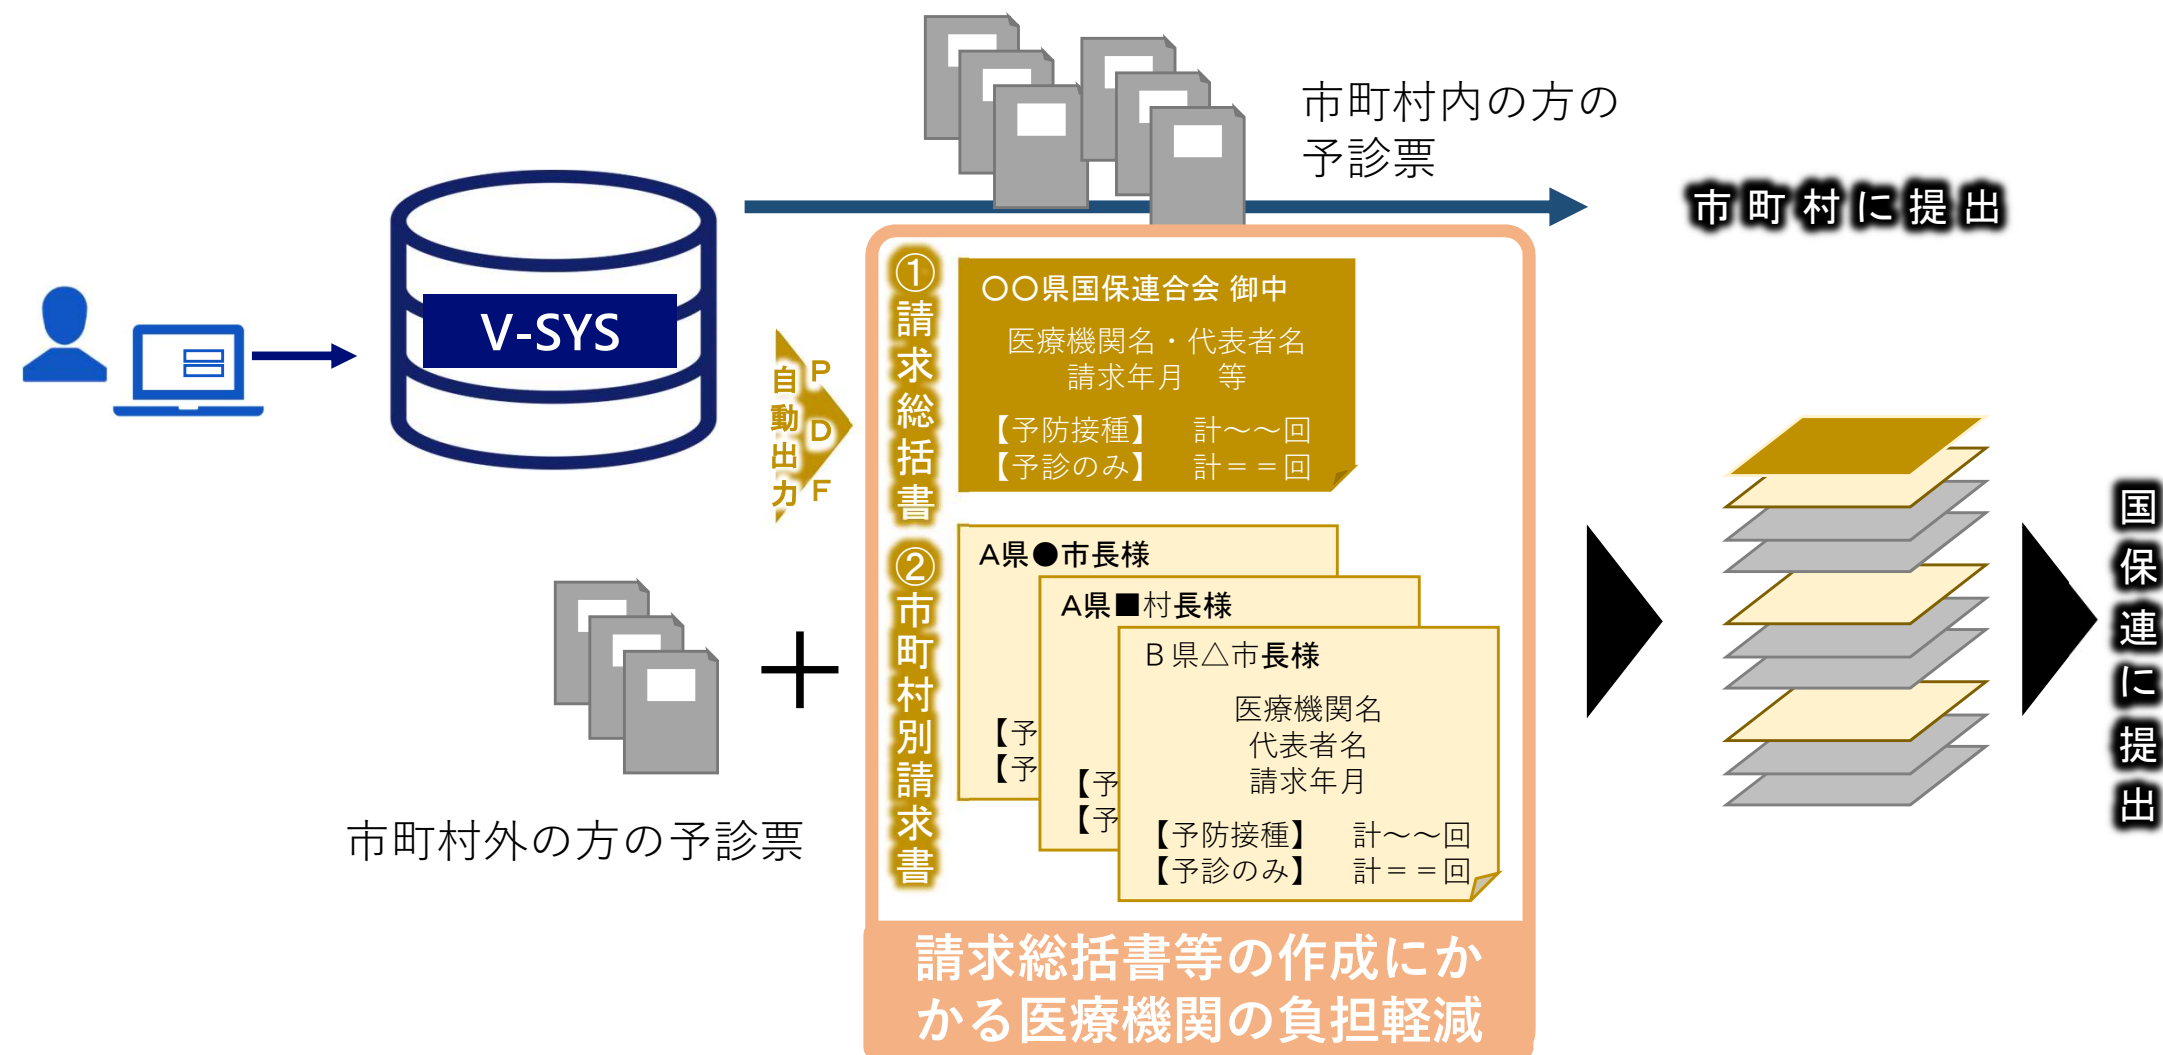 市町村内の方の
予診票
市町村に提出
V-SYS
PDF
自動出力
①請求総括書
〇〇県国保連合会 御中
医療機関名・代表者名
請求年月　等
【予防接種】　計～～回
【予診のみ】　計＝＝回
②市町村別請求書
A県●市長様
【予
【予
A県■村長様
【予
【予
B県△市長様
医療機関名
代表者名
請求年月
【予防接種】　計～～回
【予診のみ】　計＝＝回
市町村外の方の予診票
国保連に提出
請求総括書等の作成にか
かる医療機関の負担軽減